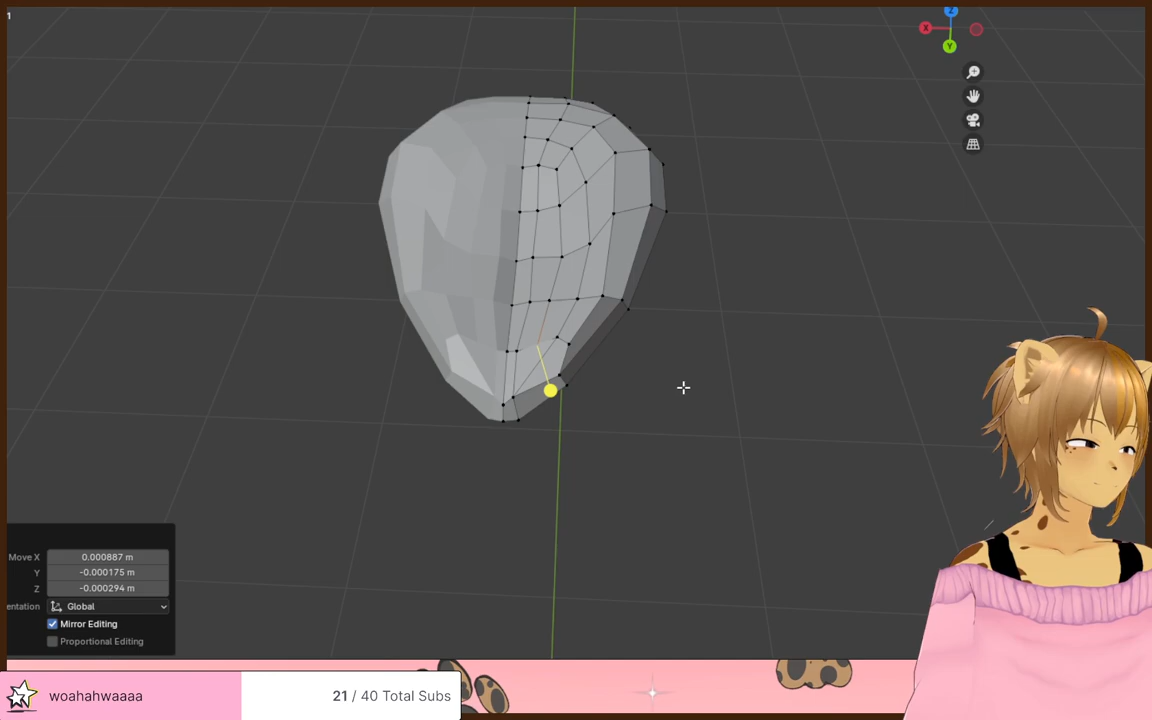 1
Z
X
Y
Move X 0.000887 m
Y -0.000175 m
Z -0.000294 m
entation Global
Mirror Editing
Proportional Editing
woahahwaaaa 21 / 40 Total Subs